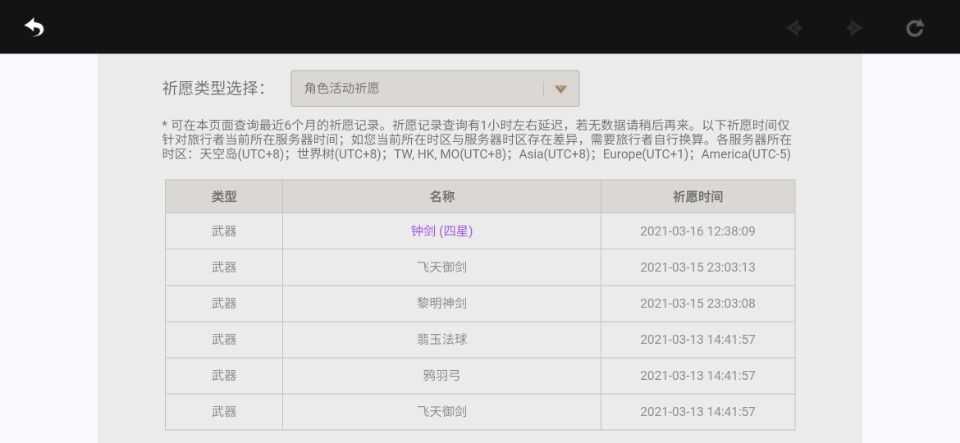 祈愿类型选择： 角色活动祈愿
* 可在本页面查询最近6个月的祈愿记录。祈愿记录查询有1小时左右延迟，若无数据请稍后再来。以下祈愿时间仅
针对旅行者当前所在服务器时间；如您当前所在时区与服务器时区存在差异，需要旅行者自行换算。各服务器所在
时区：天空岛(UTC+8)；世界树(UTC+8)；TW, HK, MO(UTC+8)；Asia(UTC+8)；Europe(UTC+1)；America(UTC-5)
类型 名称 祈愿时间
武器 钟剑 (四星) 2021-03-16 12:38:09
武器 飞天御剑 2021-03-15 23:03:13
武器 黎明神剑 2021-03-15 23:03:08
武器 翡玉法球 2021-03-13 14:41:57
武器 鸦羽弓 2021-03-13 14:41:57
武器 飞天御剑 2021-03-13 14:41:57